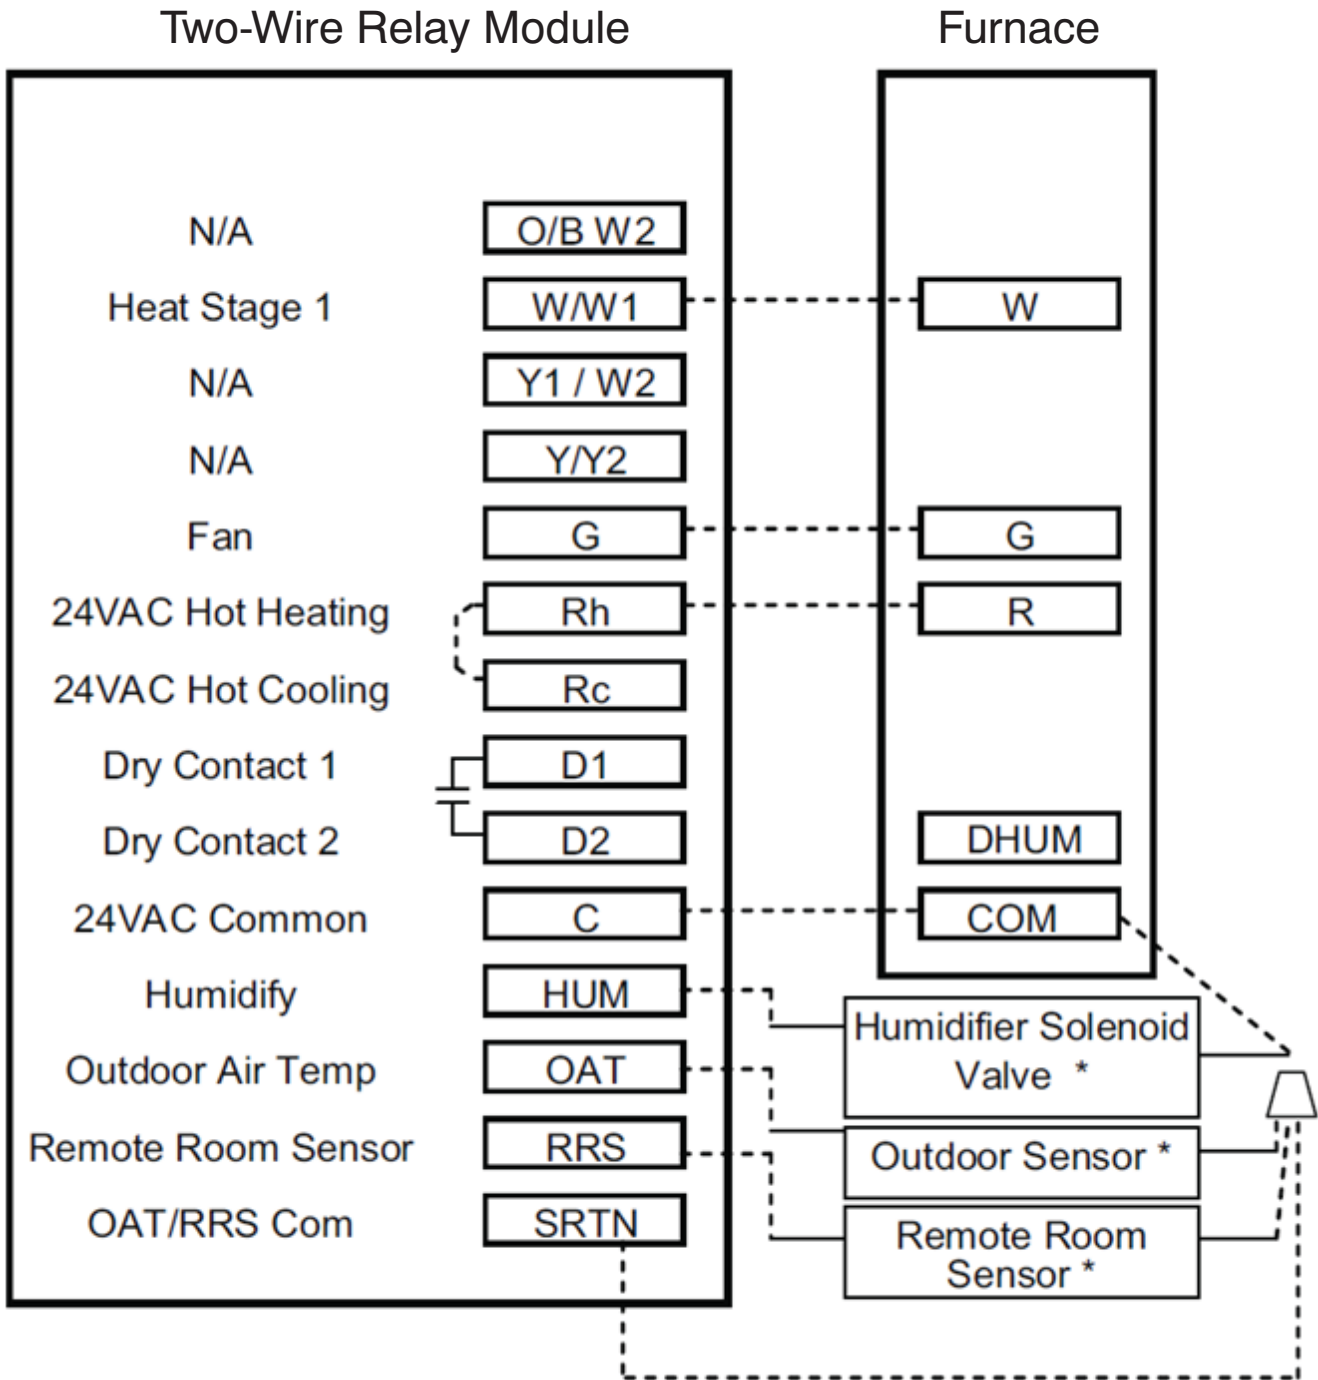 Two-Wire Relay Module
Furnace
N/A
O/B W2
Heat Stage 1
W/W1
W
N/A
Y1 / W2
N/A
Y/Y2
Fan
G
G
24VAC Hot Heating
Rh
R
24VAC Hot Cooling
Rc
Dry Contact 1
D1
Dry Contact 2
D2
DHUM
24VAC Common
C
COM
Humidify
HUM
Humidifier Solenoid
Valve *
Outdoor Air Temp
OAT
Remote Room Sensor
RRS
Outdoor Sensor *
OAT/RRS Com
SRTN
Remote Room
Sensor *